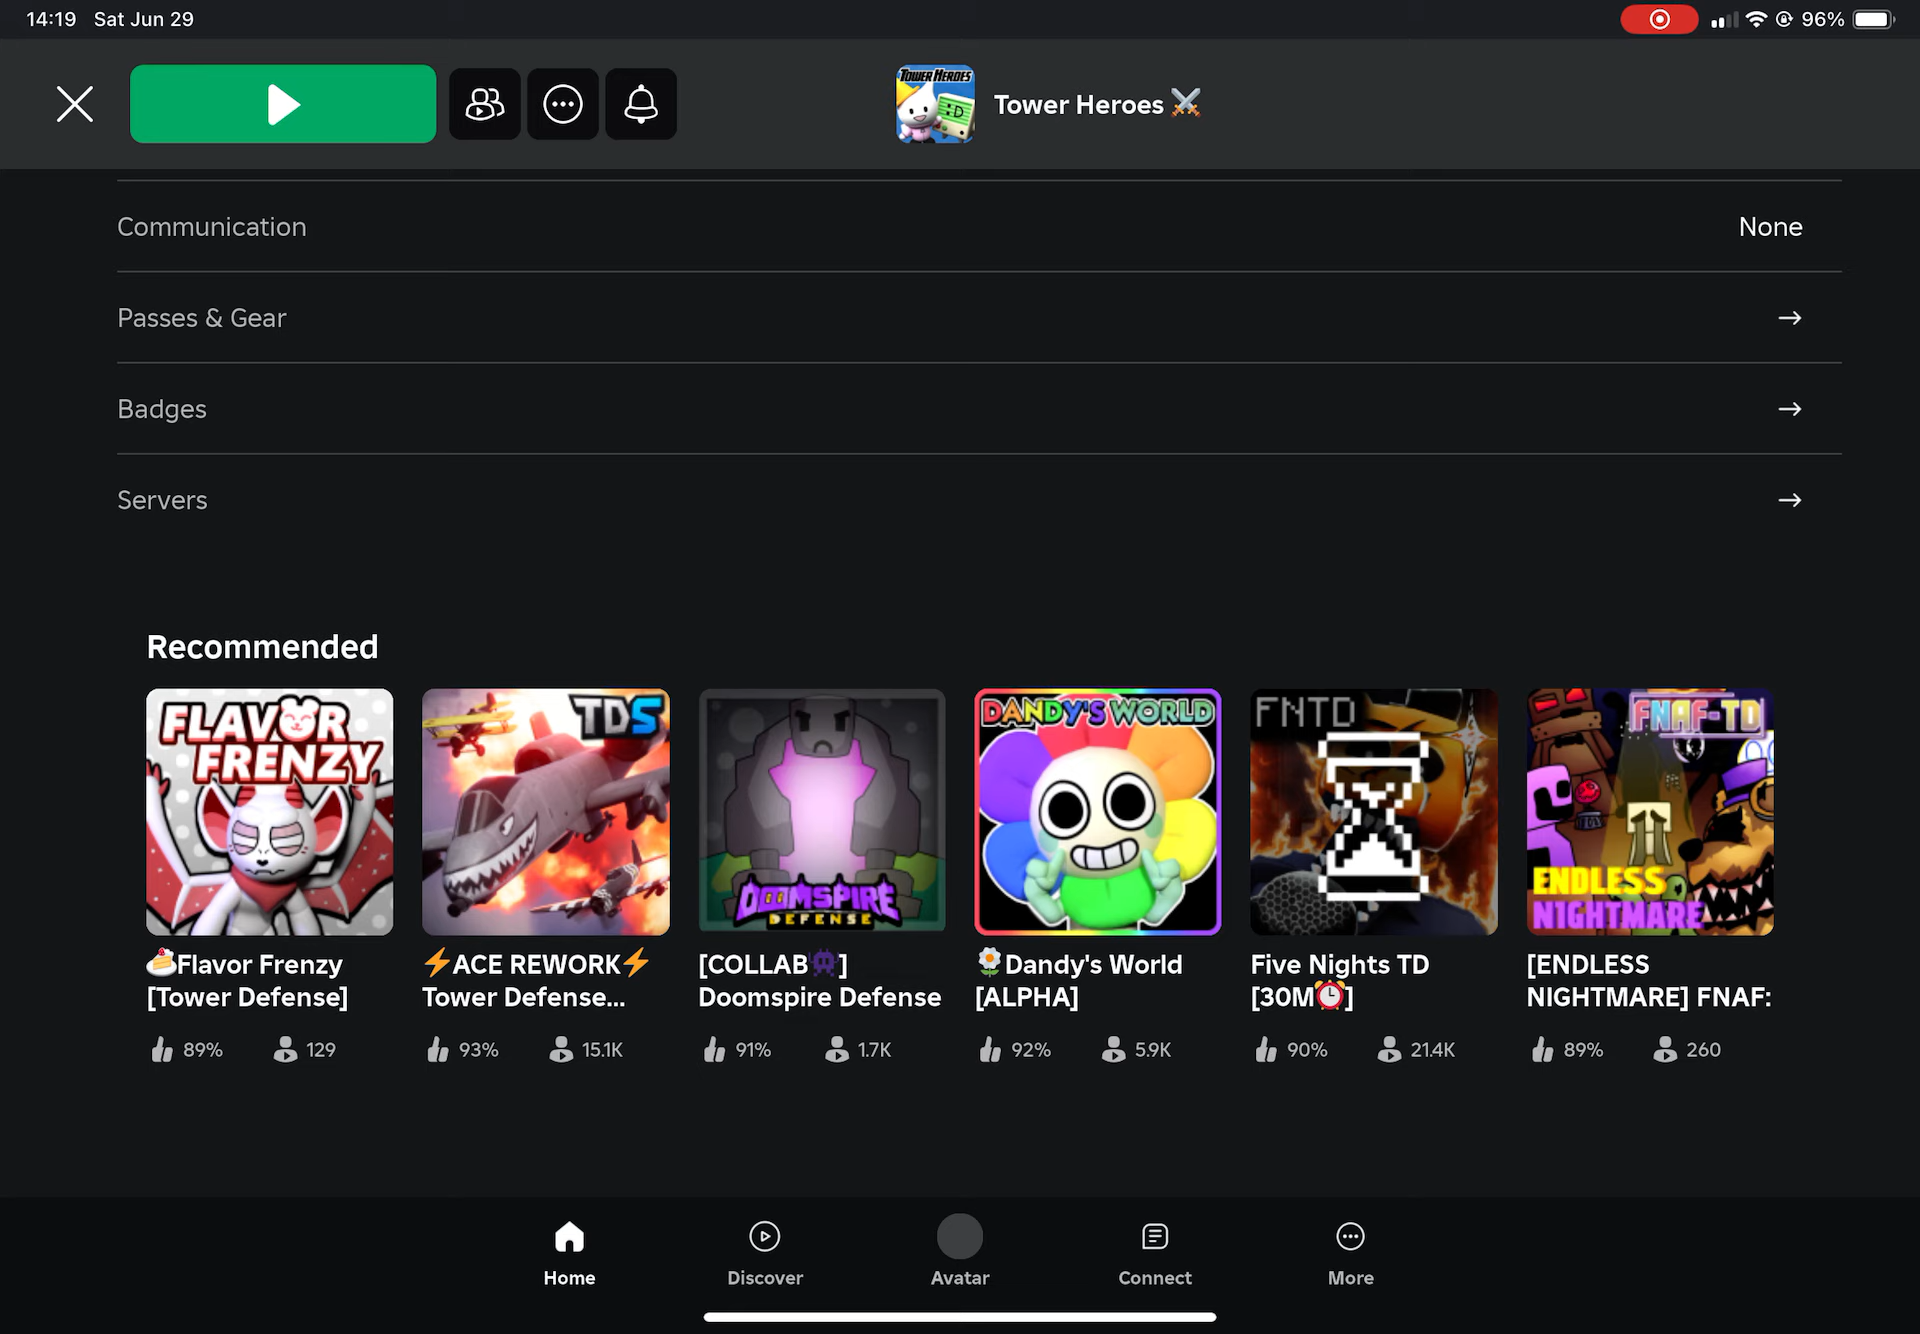 14:19 Sat Jun 29
96%
TOWER HEROES
Tower Heroes ⚔️
Communication
None
Passes & Gear
Badges
Servers
Recommended
FLAVOR
FRENZY
TDS
DOOMSPIRE
DEFENSE
DANDY'S WORLD
FNTD
FNAF-TD
ENDLESS
NIGHTMARE
🍰Flavor Frenzy
[Tower Defense]
⚡ACE REWORK⚡
Tower Defense...
[COLLAB👾]
Doomspire Defense
🌼Dandy's World
[ALPHA]
Five Nights TD
[30M⏰]
[ENDLESS
NIGHTMARE] FNAF:
89% 129
93% 15.1K
91% 1.7K
92% 5.9K
90% 21.4K
89% 260
Home
Discover
Avatar
Connect
More